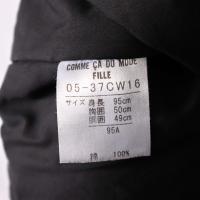 COMME ÇA DU MODE
FILLE
05-37CW16
サイズ 身長 95cm
胸囲 50cm
胴囲 49cm
95A
綿 100%